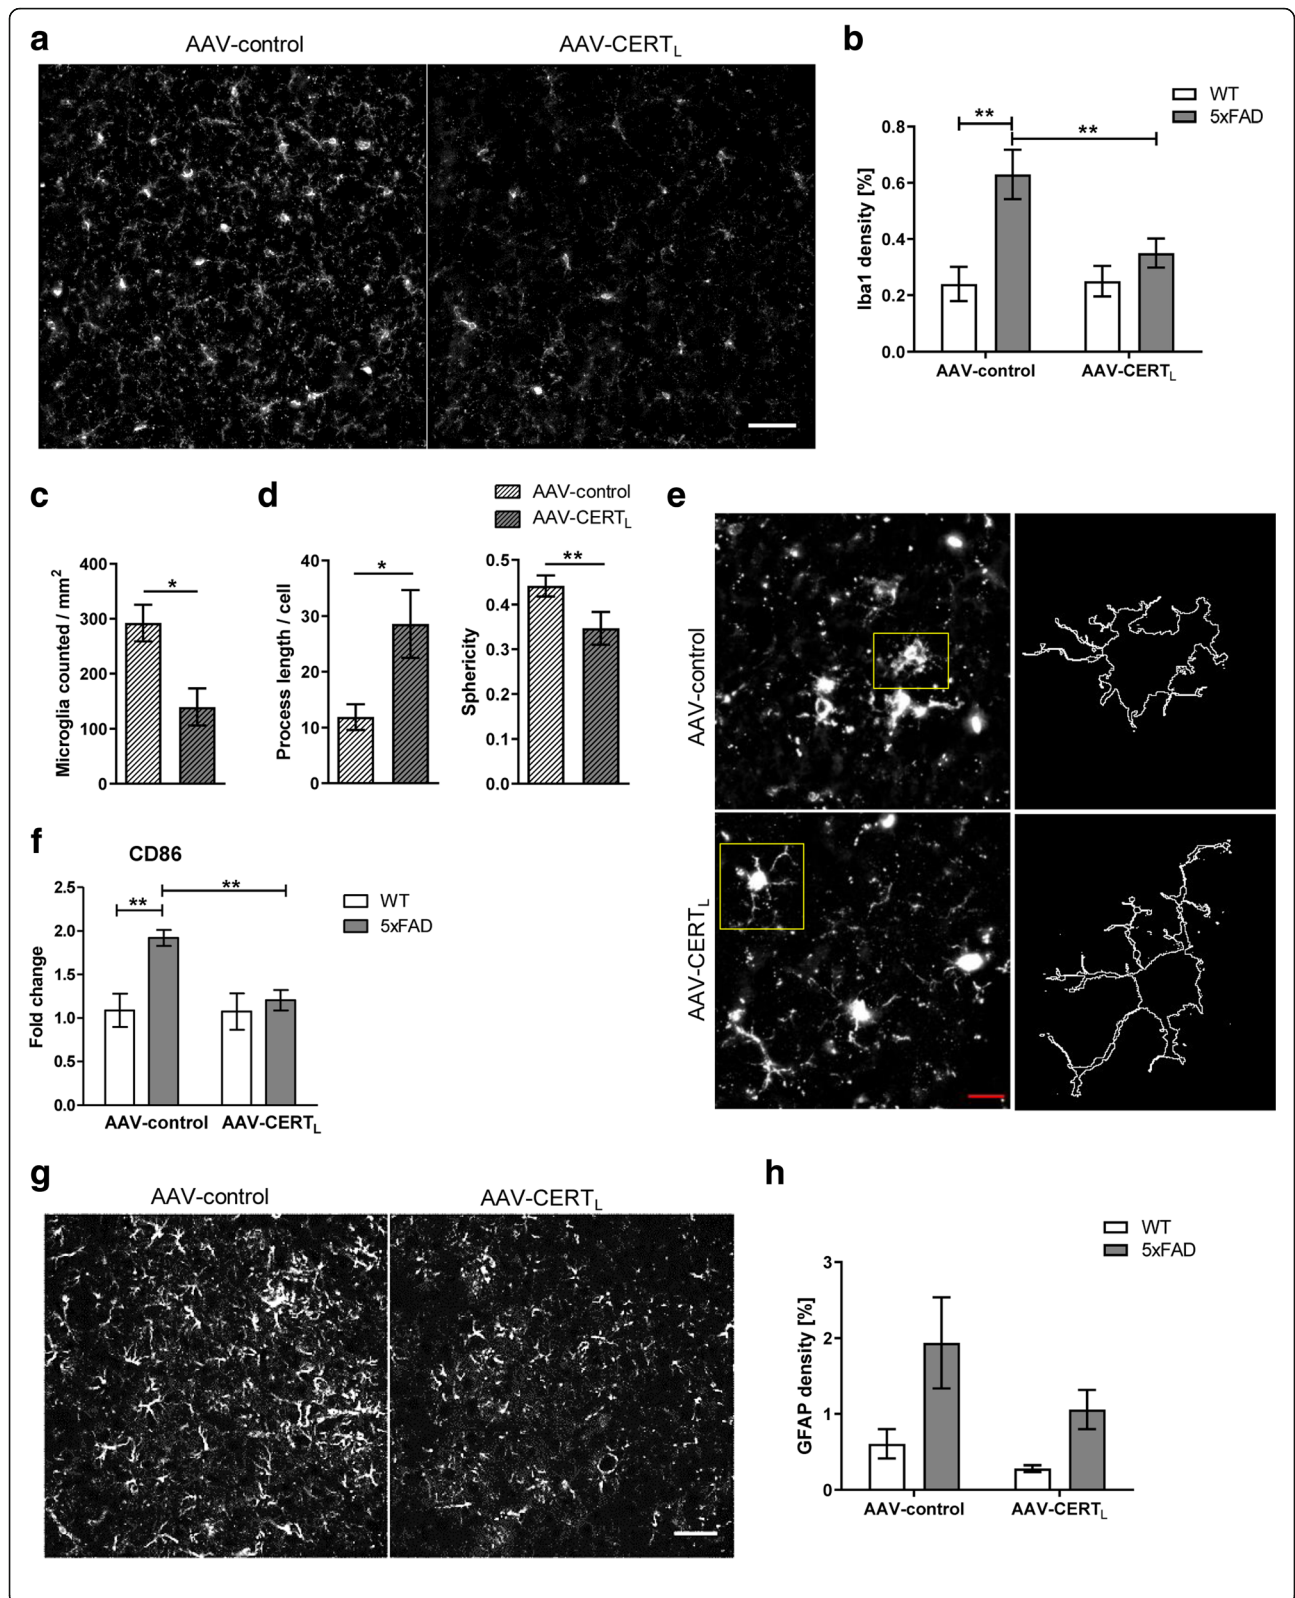 a
AAV-control
AAV-CERTL
b
WT
5xFAD
**
**
Iba1 density [%]
0.8
0.6
0.4
0.2
0.0
AAV-control
AAV-CERTL
c
Microglia counted / mm2
400
300
200
100
0
*
d
AAV-control
AAV-CERTL
Process length / cell
40
30
20
10
0
*
Sphericity
0.5
0.4
0.3
0.2
0.1
0.0
**
e
AAV-control
AAV-CERTL
f
CD86
WT
5xFAD
**
**
Fold change
2.5
2.0
1.5
1.0
0.5
0.0
AAV-control
AAV-CERTL
g
AAV-control
AAV-CERTL
h
WT
5xFAD
GFAP density [%]
3
2
1
0
AAV-control
AAV-CERTL